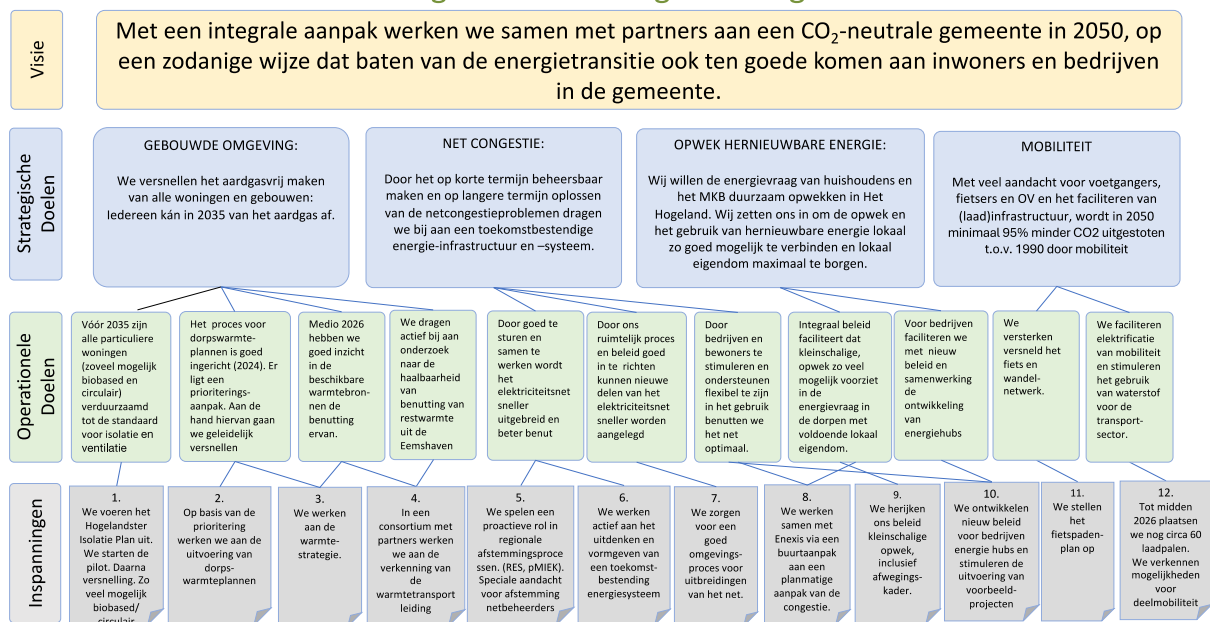 Visie
Met een integrale aanpak werken we samen met partners aan een CO₂-neutrale gemeente in 2050, op
een zodanige wijze dat baten van de energietransitie ook ten goede komen aan inwoners en bedrijven
in de gemeente.
Strategische
Doelen
GEBOUWDE OMGEVING:
We versnellen het aardgasvrij maken
van alle woningen en gebouwen:
Iedereen kán in 2035 van het aardgas af.
NET CONGESTIE:
Door het op korte termijn beheersbaar
maken en op langere termijn oplossen
van de netcongestieproblemen dragen
we bij aan een toekomstbestendige
energie-infrastructuur en –systeem.
OPWEK HERNIEUWBARE ENERGIE:
Wij willen de energievraag van huishoudens en
het MKB duurzaam opwekken in Het
Hogeland. Wij zetten ons in om de opwek en
het gebruik van hernieuwbare energie lokaal
zo goed mogelijk te verbinden en lokaal
eigendom maximaal te borgen.
MOBILITEIT
Met veel aandacht voor voetgangers,
fietsers en OV en het faciliteren van
(laad)infrastructuur, wordt in 2050
minimaal 95% minder CO2 uitgestoten
t.o.v. 1990 door mobiliteit
Operationele
Doelen
Vóór 2035 zijn
alle particuliere
woningen
(zoveel mogelijk
biobased en
circulair)
verduurzaamd
tot de standaard
voor isolatie en
ventilatie
Het proces voor
dorpswarmte-
plannen is goed
ingericht (2024). Er
ligt een
prioriterings-
aanpak. Aan de
hand hiervan gaan
we geleidelijk
versnellen
Medio 2026
hebben we
goed inzicht
in de
beschikbare
warmtebron-
nen de
benutting
ervan.
We dragen
actief bij aan
onderzoek
naar de
haalbaarheid
van
benutting van
restwarmte
uit de
Eemshaven
Door goed te
sturen en
samen te
werken wordt
het
elektriciteitsnet
sneller
uitgebreid en
beter benut
Door ons
ruimtelijk proces
en beleid goed
in te richten
kunnen nieuwe
delen van het
elektriciteitsnet
sneller worden
aangelegd
Door
bedrijven en
bewoners te
stimuleren en
ondersteunen
flexibel te zijn
in het gebruik
benutten we
het net
optimaal.
Integraal beleid
faciliteert dat
kleinschalige,
opwek zo veel
mogelijk voorziet
in de
energievraag in
de dorpen met
voldoende lokaal
eigendom.
Voor bedrijven
faciliteren we
met nieuw
beleid en
samenwerking
de
ontwikkeling
van
energiehubs
We
versterken
versneld het
fiets en
wandel-
netwerk.
We faciliteren
elektrificatie
van mobiliteit
en stimuleren
het gebruik
van waterstof
voor de
transport-
sector.
Inspanningen
1.
We voeren het
Hogelandster
Isolatie Plan uit.
We starten de
pilot. Daarna
versnelling. Zo
veel mogelijk
biobased/
circulair
2.
Op basis van de
prioritering
werken we aan de
uitvoering van
dorps-
warmteplannen
3.
We werken
aan de
warmte-
strategie.
4.
In een
consortium met
partners werken
we aan de
verkenning van
de
warmtetransport
leiding
5.
We spelen een
proactieve rol in
regionale
afstemmingsproce
ssen. (RES, pMIEK).
Speciale aandacht
voor afstemming
netbeheerders
6.
We werken
actief aan het
uitdenken en
vormgeven van
een toekomst-
bestending
energiesysteem
7.
We zorgen
voor een
goed
omgevings-
proces voor
uitbreidingen
van het net.
8.
We werken
samen met
Enexis via een
buurtaanpak
aan een
planmatige
aanpak van de
congestie.
9.
We herijken
ons beleid
kleinschalige
opwek,
inclusief
afwegings-
kader.
10.
We ontwikkelen
nieuw beleid
voor bedrijven
energie hubs en
stimuleren de
uitvoering van
voorbeeld-
projecten
11.
We stellen
het
fietspaden-
plan op
12.
Tot midden
2026 plaatsen
we nog circa 60
laadpalen.
We verkennen
mogelijkheden
voor
deelmobiliteit